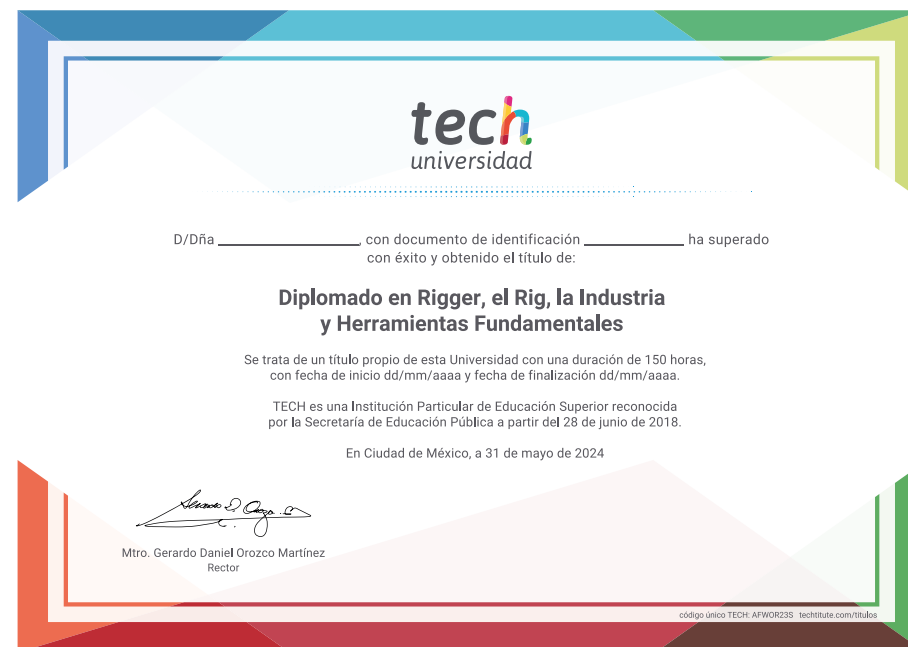 tech
universidad
D/Dña ____________________, con documento de identificación ______________ ha superado
con éxito y obtenido el título de:
Diplomado en Rigger, el Rig, la Industria
y Herramientas Fundamentales
Se trata de un título propio de esta Universidad con una duración de 150 horas,
con fecha de inicio dd/mm/aaaa y fecha de finalización dd/mm/aaaa.
TECH es una Institución Particular de Educación Superior reconocida
por la Secretaría de Educación Pública a partir del 28 de junio de 2018.
En Ciudad de México, a 31 de mayo de 2024
Mtro. Gerardo Daniel Orozco Martínez
Rector
código único TECH: AFWOR23S techtitute.com/titulos